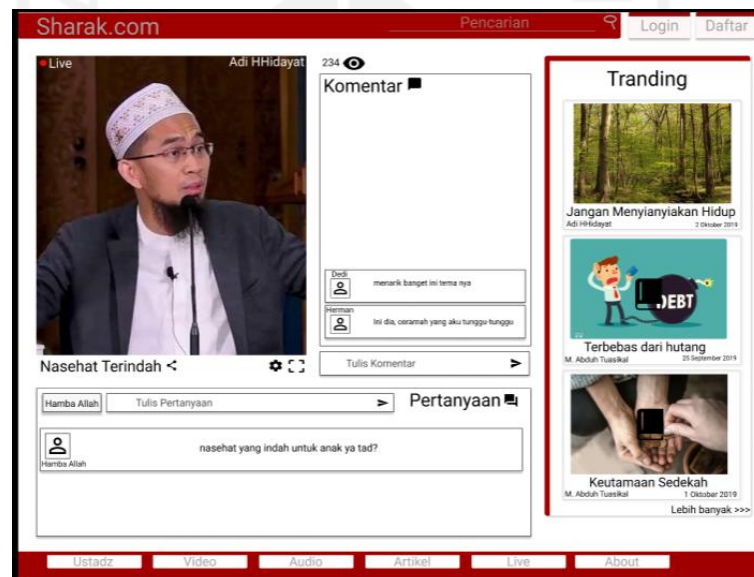 Sharak.com
Pencarian
Login
Daftar
Live
Adi HHidayat
234
Komentar
Dedi
menarik banget ini tema nya
Herman
Ini dia, ceramah yang aku tunggu-tunggu
Nasehat Terindah
Tulis Komentar
Hamba Allah
Tulis Pertanyaan
Pertanyaan
nasehat yang indah untuk anak ya tad?
Hamba Allah
Tranding
Jangan Menyianyiakan Hidup
Adi HHidayat
2 Oktober 2019
DEBT
Terbebas dari hutang
M. Abduh Tuasikal
25 September 2019
Keutamaan Sedekah
M. Abduh Tuasikal
1 Oktober 2019
Lebih banyak >>>
Ustadz
Video
Audio
Artikel
Live
About